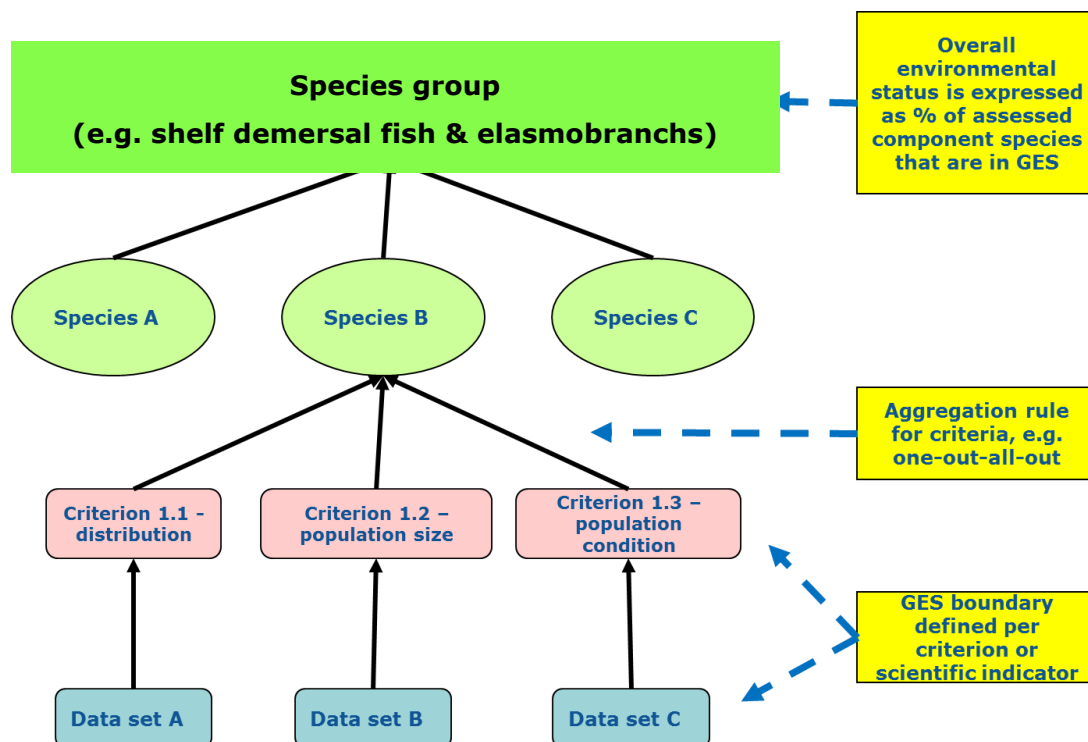 Species group
(e.g. shelf demersal fish & elasmobranchs)
Overall
environmental
status is expressed
as % of assessed
component species
that are in GES
Species A
Species B
Species C
Aggregation rule
for criteria, e.g.
one-out-all-out
Criterion 1.1 -
distribution
Criterion 1.2 –
population size
Criterion 1.3 –
population
condition
GES boundary
defined per
criterion or
scientific indicator
Data set A
Data set B
Data set C